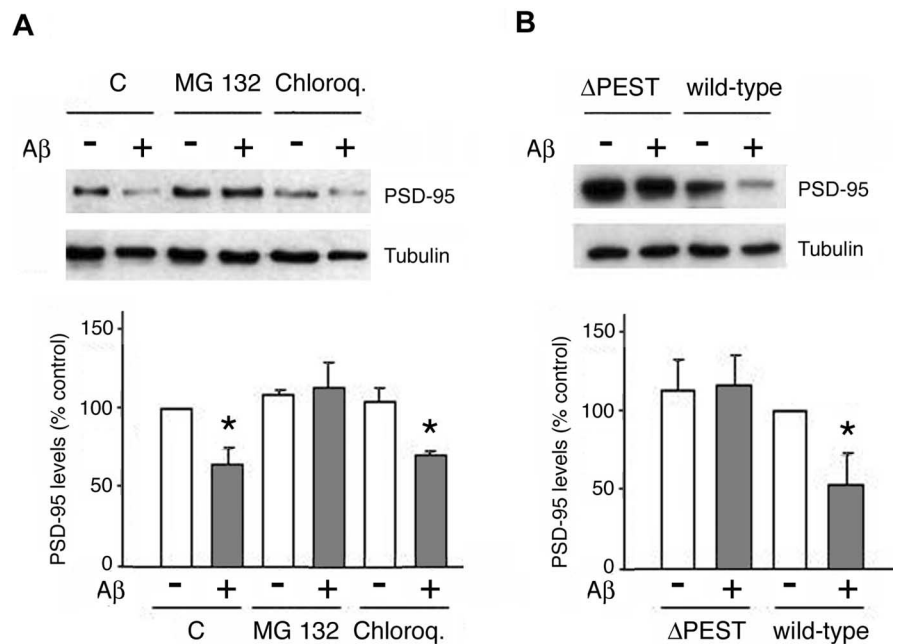 A
C MG 132 Chloroq.
Aβ - + - + - +
PSD-95
Tubulin
PSD-95 levels (% control)
150
100
50
0
*
*
Aβ - + - + - +
C MG 132 Chloroq.
B
ΔPEST wild-type
Aβ - + - +
PSD-95
Tubulin
PSD-95 levels (% control)
150
100
50
0
*
Aβ - + - +
ΔPEST wild-type